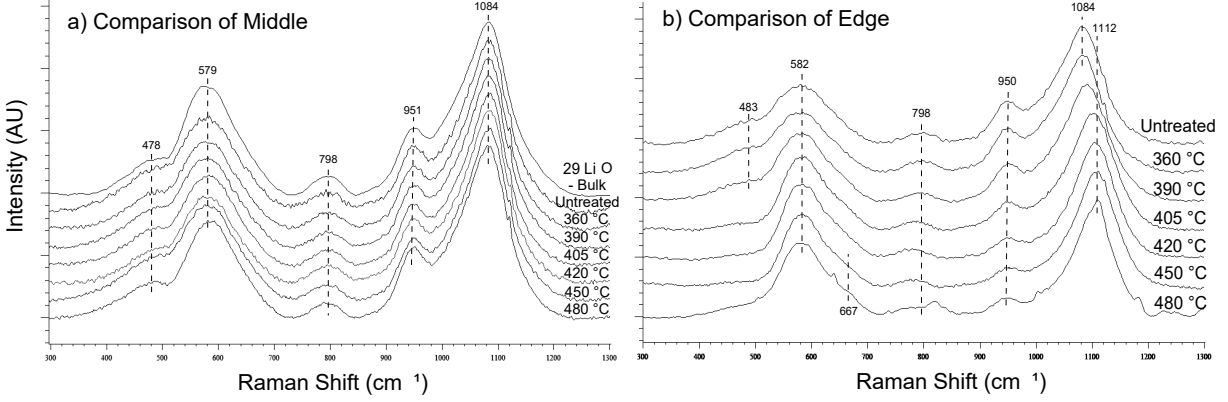 a) Comparison of Middle
1084
579
951
478
798
29 Li O
- Bulk
Untreated
360 °C
390 °C
405 °C
420 °C
450 °C
480 °C
Intensity (AU)
300 400 500 600 700 800 900 1000 1100 1200 1300
Raman Shift (cm ⁻¹)
b) Comparison of Edge
1084
1112
582
950
483
798
667
Untreated
360 °C
390 °C
405 °C
420 °C
450 °C
480 °C
300 400 500 600 700 800 900 1000 1100 1200 1300
Raman Shift (cm ⁻¹)